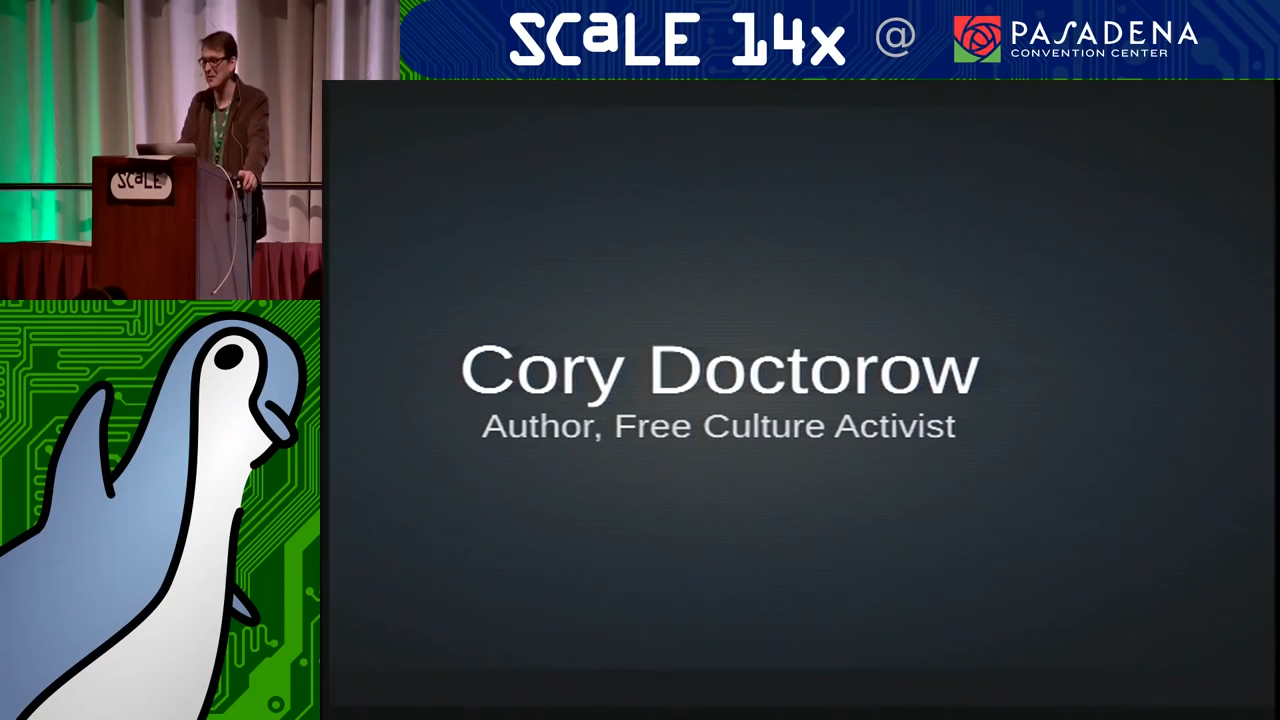 SCaLE 14x @ PASADENA
CONVENTION CENTER
SCaLE
Cory Doctorow
Author, Free Culture Activist